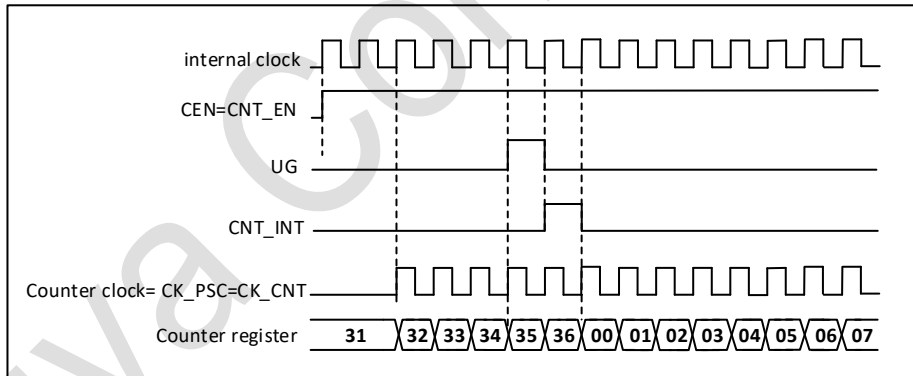 internal clock
CEN=CNT_EN
UG
CNT_INT
Counter clock= CK_PSC=CK_CNT
Counter register 31 32 33 34 35 36 00 01 02 03 04 05 06 07